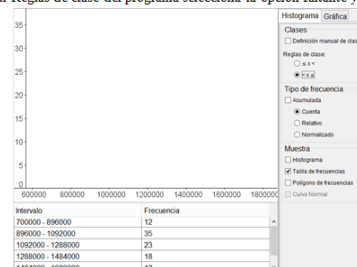 Reglas de clase del programa selecciona la opción faltante y
Histograma Gráfica
Clases
Definición manual de clas
Reglas de clase:
≤ x <
< x ≤
Tipo de frecuencia
Acumulada
Cuenta
Relativo
Normalizado
Muestra
Histograma
Tabla de frecuencias
Polígono de frecuencias
Curva Normal
35
30
25
20
15
10
5
0
600000 800000 1000000 1200000 1400000 1600000 1800000
Intervalo Frecuencia
700000 - 896000 12
896000 - 1092000 35
1092000 - 1288000 23
1288000 - 1484000 18